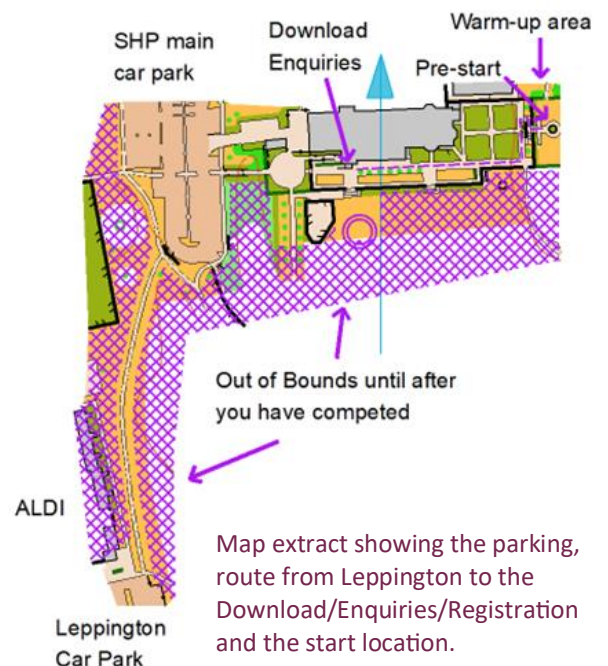 Warm-up area
Download
Enquiries
SHP main
car park
Pre-start
Out of Bounds until after
you have competed
ALDI
Map extract showing the parking,
route from Leppington to the
Download/Enquiries/Registration
and the start location.
Leppington
Car Park